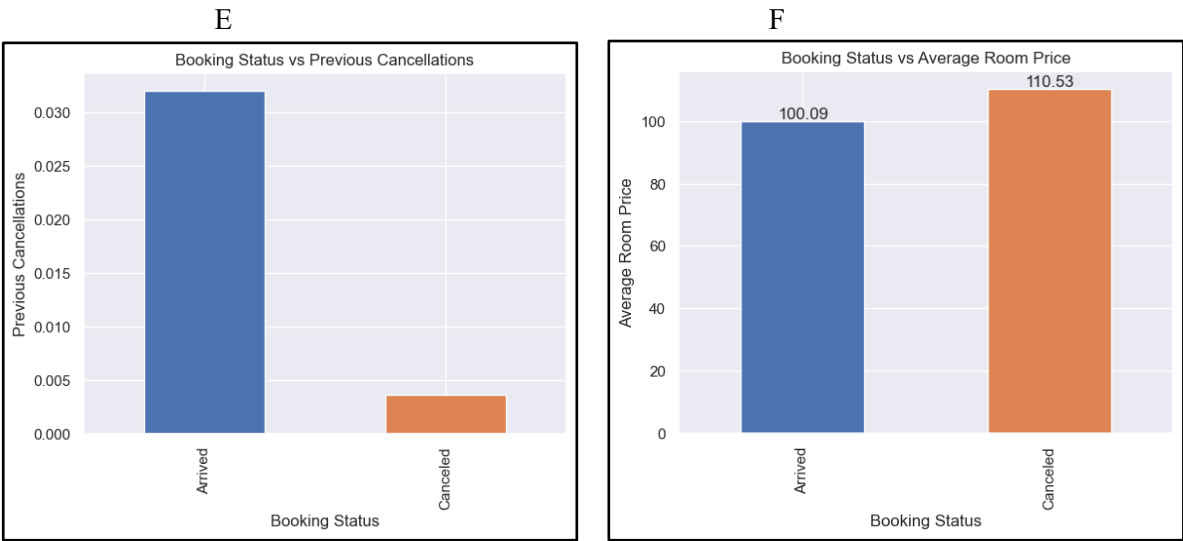 E
Booking Status vs Previous Cancellations
Previous Cancellations
0.030
0.025
0.020
0.015
0.010
0.005
0.000
Arrived
Canceled
Booking Status
F
Booking Status vs Average Room Price
Average Room Price
100
80
60
40
20
0
100.09
110.53
Arrived
Canceled
Booking Status